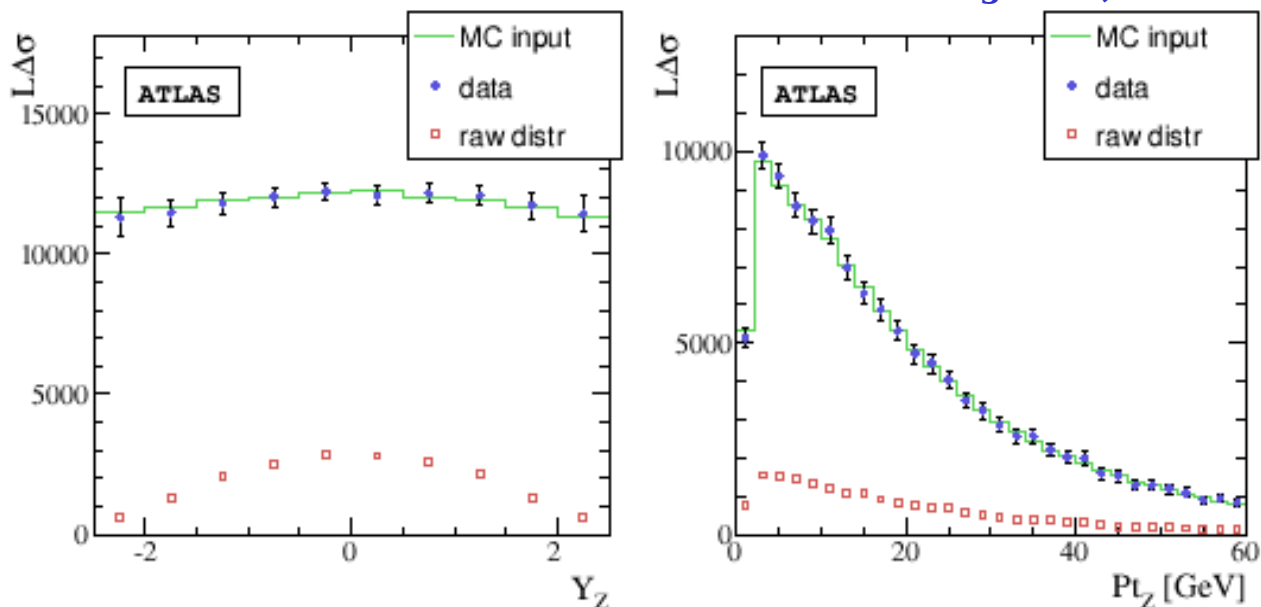 LΔσ
15000
10000
5000
0
-2
0
2
Y_Z
ATLAS
MC input
data
raw distr
LΔσ
10000
5000
0
0
20
40
60
Pt_Z [GeV]
ATLAS
MC input
data
raw distr